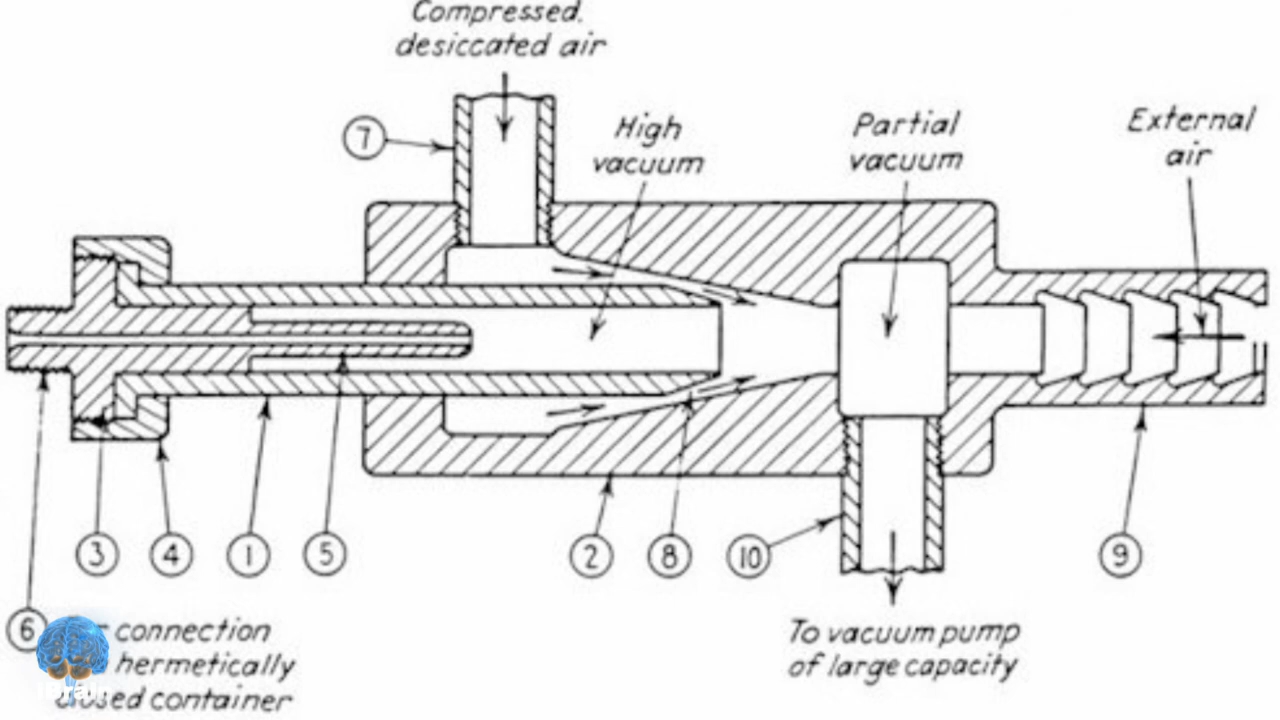 Compressed.
desiccated air
7
High
vacuum
Partial
vacuum
External
air
3
4
1
5
2
8
10
9
6
connection
hermetically
closed container
To vacuum pump
of large capacity